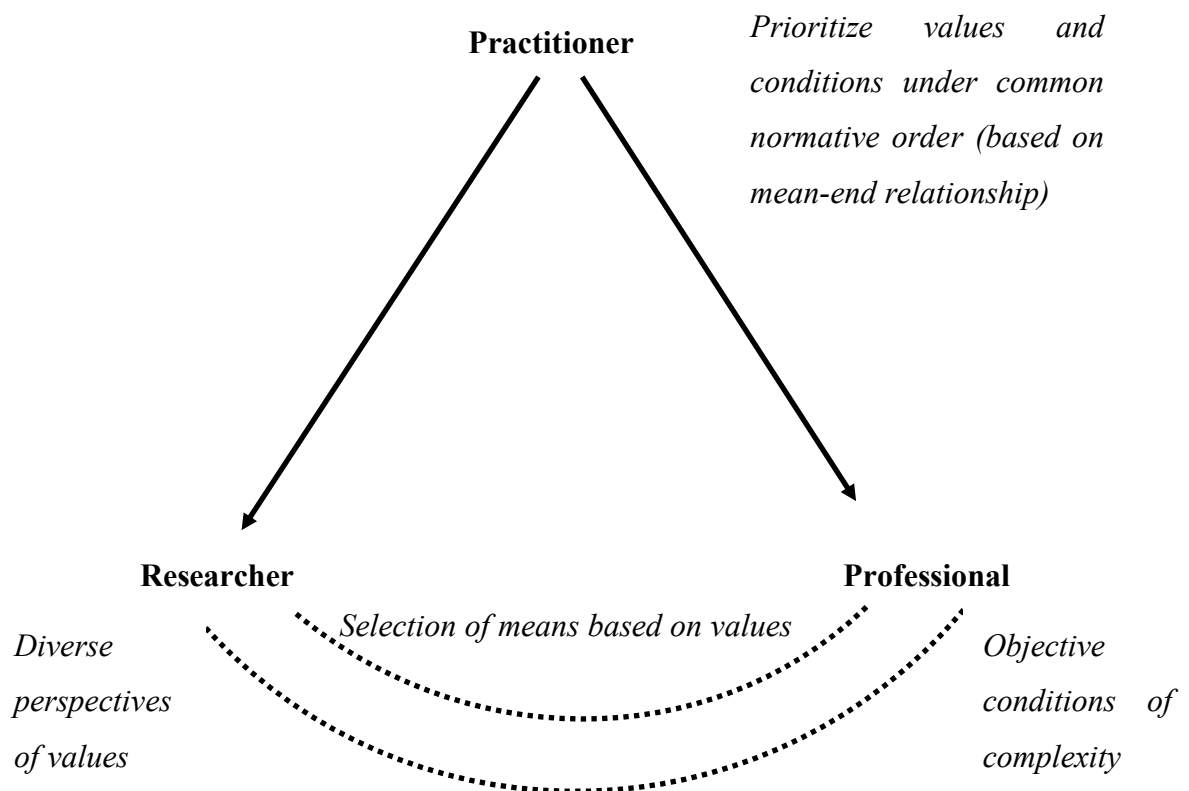 Practitioner
Prioritize values and
conditions under common
normative order (based on
mean-end relationship)
Researcher
Professional
Selection of means based on values
Diverse
perspectives
of values
Objective
conditions of
complexity